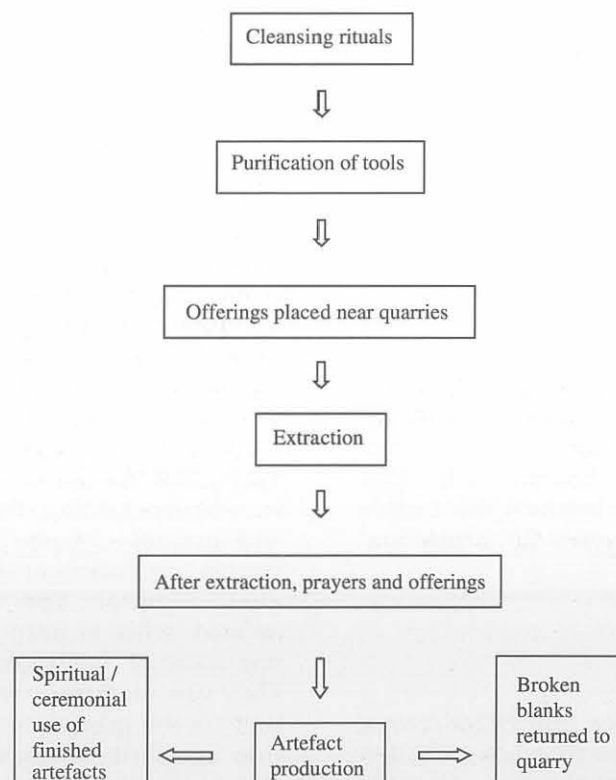 Cleansing rituals
Purification of tools
Offerings placed near quarries
Extraction
After extraction, prayers and offerings
Spiritual /
ceremonial
use of
finished
artefacts
Artefact
production
Broken
blanks
returned to
quarry